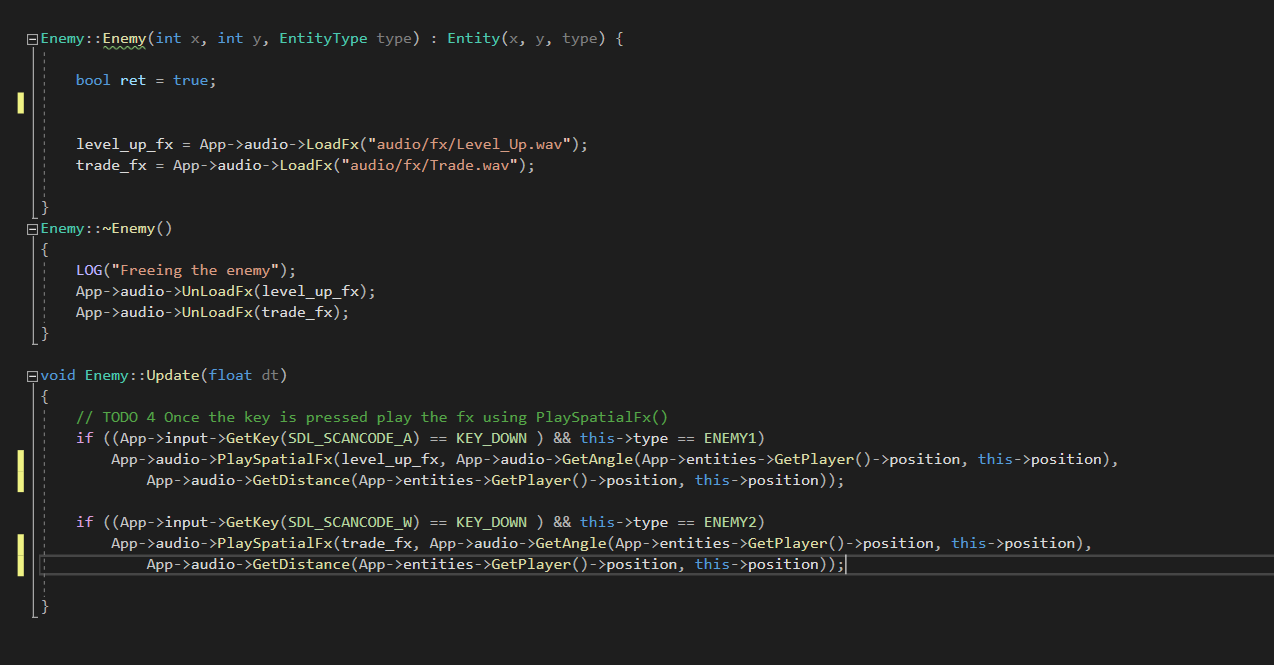 Enemy::Enemy(int x, int y, EntityType type) : Entity(x, y, type) {
bool ret = true;
level_up_fx = App->audio->LoadFx("audio/fx/Level_Up.wav");
trade_fx = App->audio->LoadFx("audio/fx/Trade.wav");
}
Enemy::~Enemy()
{
LOG("Freeing the enemy");
App->audio->UnLoadFx(level_up_fx);
App->audio->UnLoadFx(trade_fx);
}
void Enemy::Update(float dt)
{
// TODO 4 Once the key is pressed play the fx using PlaySpatialFx()
if ((App->input->GetKey(SDL_SCANCODE_A) == KEY_DOWN ) && this->type == ENEMY1)
App->audio->PlaySpatialFx(level_up_fx, App->audio->GetAngle(App->entities->GetPlayer()->position, this->position),
App->audio->GetDistance(App->entities->GetPlayer()->position, this->position));
if ((App->input->GetKey(SDL_SCANCODE_W) == KEY_DOWN ) && this->type == ENEMY2)
App->audio->PlaySpatialFx(trade_fx, App->audio->GetAngle(App->entities->GetPlayer()->position, this->position),
App->audio->GetDistance(App->entities->GetPlayer()->position, this->position));
}